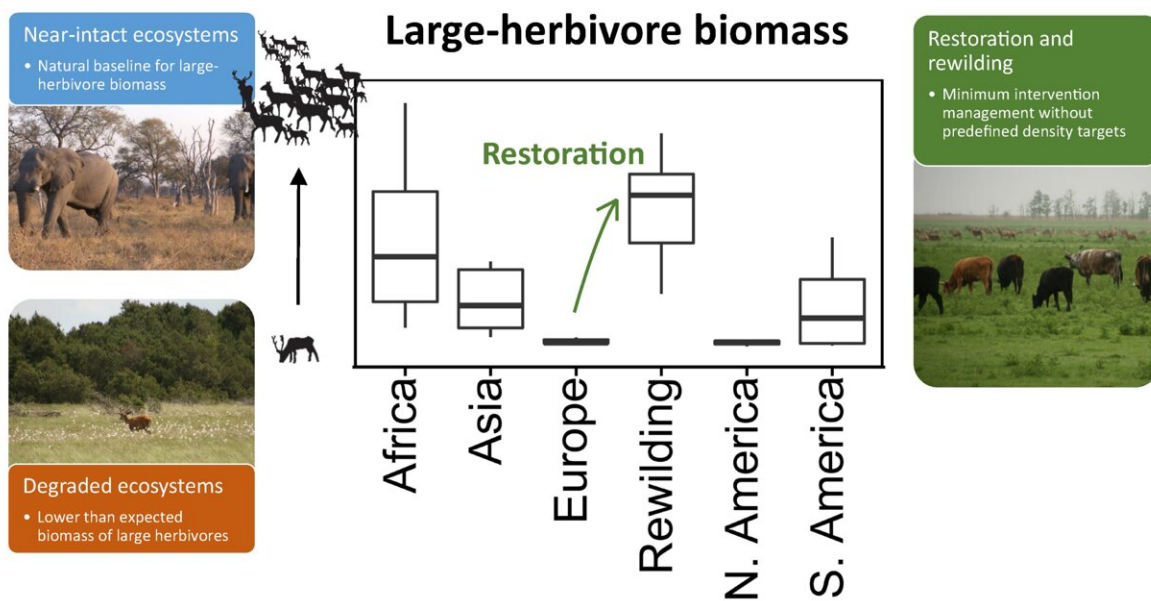 Large-herbivore biomass
Near-intact ecosystems
• Natural baseline for large-
herbivore biomass
Degraded ecosystems
• Lower than expected
biomass of large herbivores
Restoration
Africa
Asia
Europe
Rewilding
N. America
S. America
Restoration and
rewilding
• Minimum intervention
management without
predefined density targets